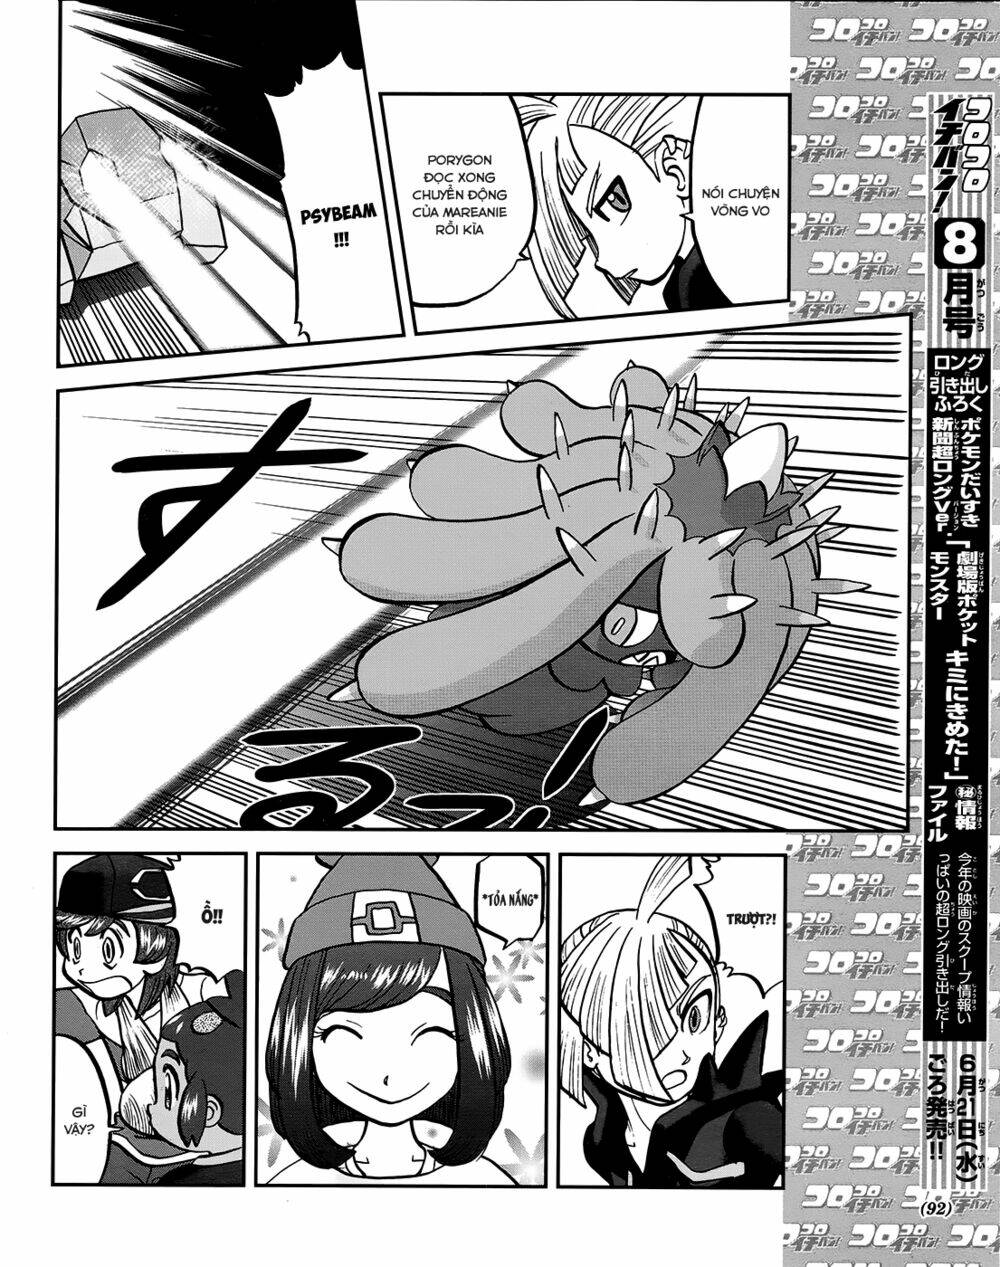 NÓI CHUYỆN
VÒNG VO
PORYGON
ĐỌC XONG
CHUYỂN ĐỘNG
CỦA MAREANIE
RỒI KÌA
PSYBEAM
!!!
TRƯỢT?!
*TỎA NẮNG*
Ồ!!
GÌ
VẬY?
コロコロ
イチバン!
8
月号
ロング
引き出し
ふろく
ポケモンだいすき
新聞超ロングVer.
『劇場版ポケット
モンスター
キミにきめた!』
㊙情報
ファイル
今年の映画のスクープ情報い
っぱいの超ロング引き出しだ!
6月21日(水)
ごろ発売!!
(92)